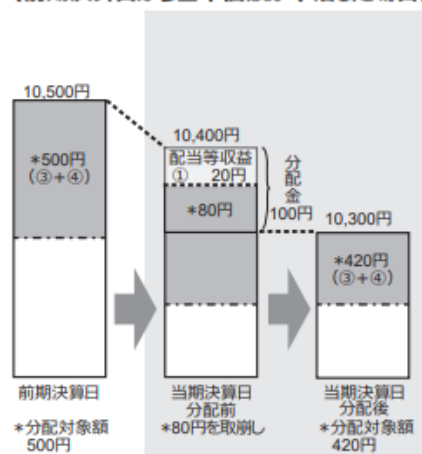 10,500円
*500円
(③+④)
10,400円
配当等収益
① 20円
*80円
分配金
100円
10,300円
*420円
(③+④)
前期決算日
*分配対象額
500円
当期決算日
分配前
*80円を取崩し
当期決算日
分配後
*分配対象額
420円